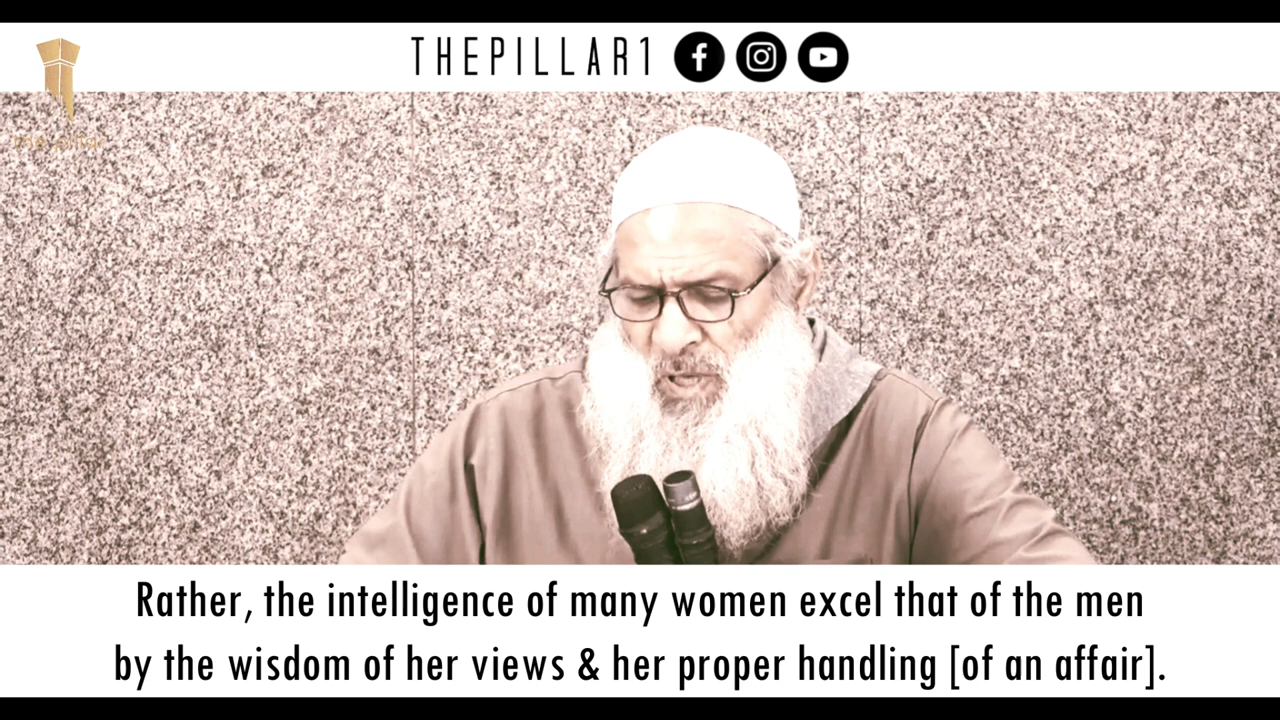 THEPILLAR1
Rather, the intelligence of many women excel that of the men
by the wisdom of her views & her proper handling [of an affair].